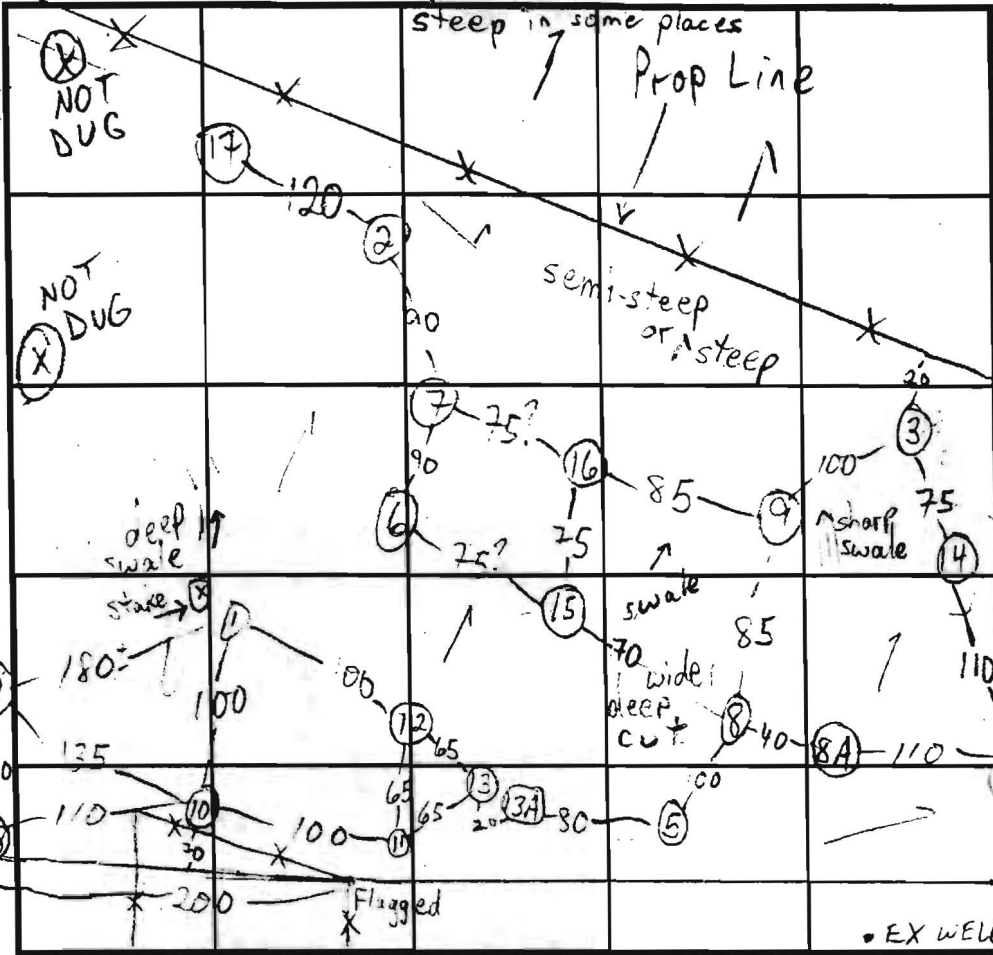 steep in some places
Prop Line
X
NOT
DUG
17
120
2
NOT
DUG
X
semi-steep
or steep
20
7
75?
3
90
16
100
85
9
75
6
sharp
swale
deep
swale
75?
75
14
stake
X
1
15
swale
85
180±
70
110
100
wide
deep
cut
12
8
40
8A
110
135
65
13
110
10
65
65
3A
100
11
20
80
5
200
Flagged
• EX WELL